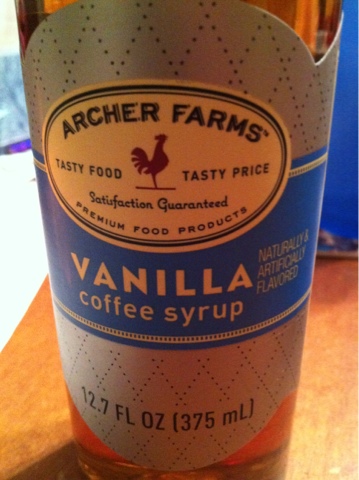 ARCHER FARMS™
TASTY FOOD TASTY PRICE
Satisfaction Guaranteed
PREMIUM FOOD PRODUCTS
VANILLA
coffee syrup
NATURALLY &
ARTIFICIALLY
FLAVORED
12.7 FL OZ (375 mL)